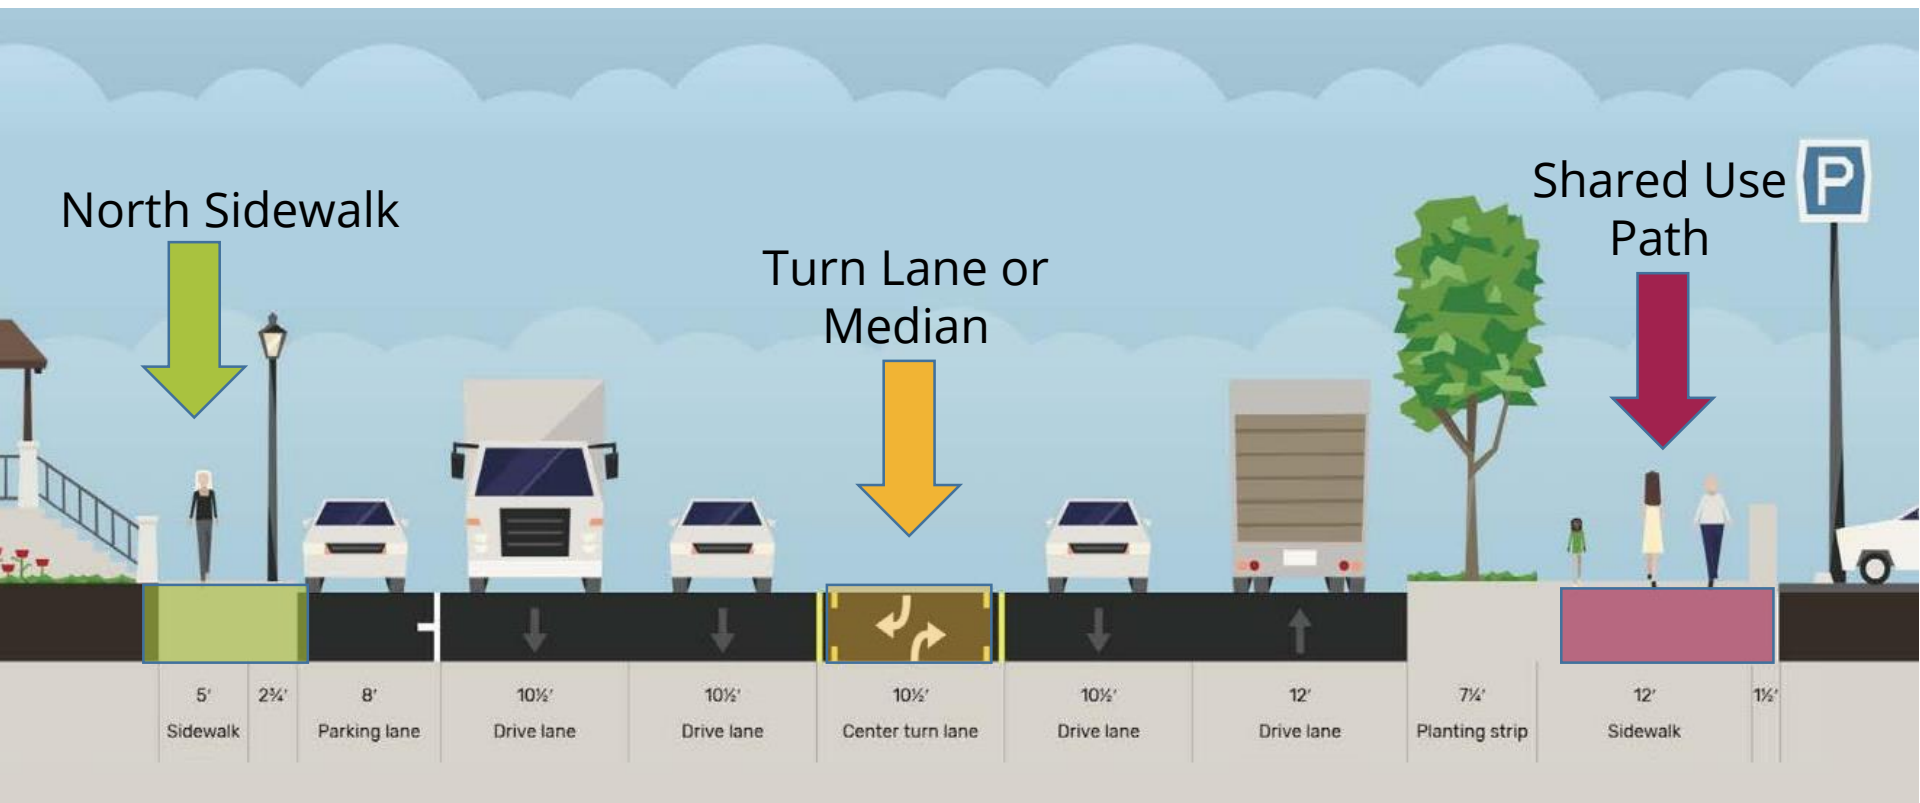 North Sidewalk
Turn Lane or
Median
Shared Use
Path
P
5' 2¾' 8' 10½' 10½' 10½' 10½' 12' 7¼' 12' 1½'
Sidewalk Parking lane Drive lane Drive lane Center turn lane Drive lane Drive lane Planting strip Sidewalk